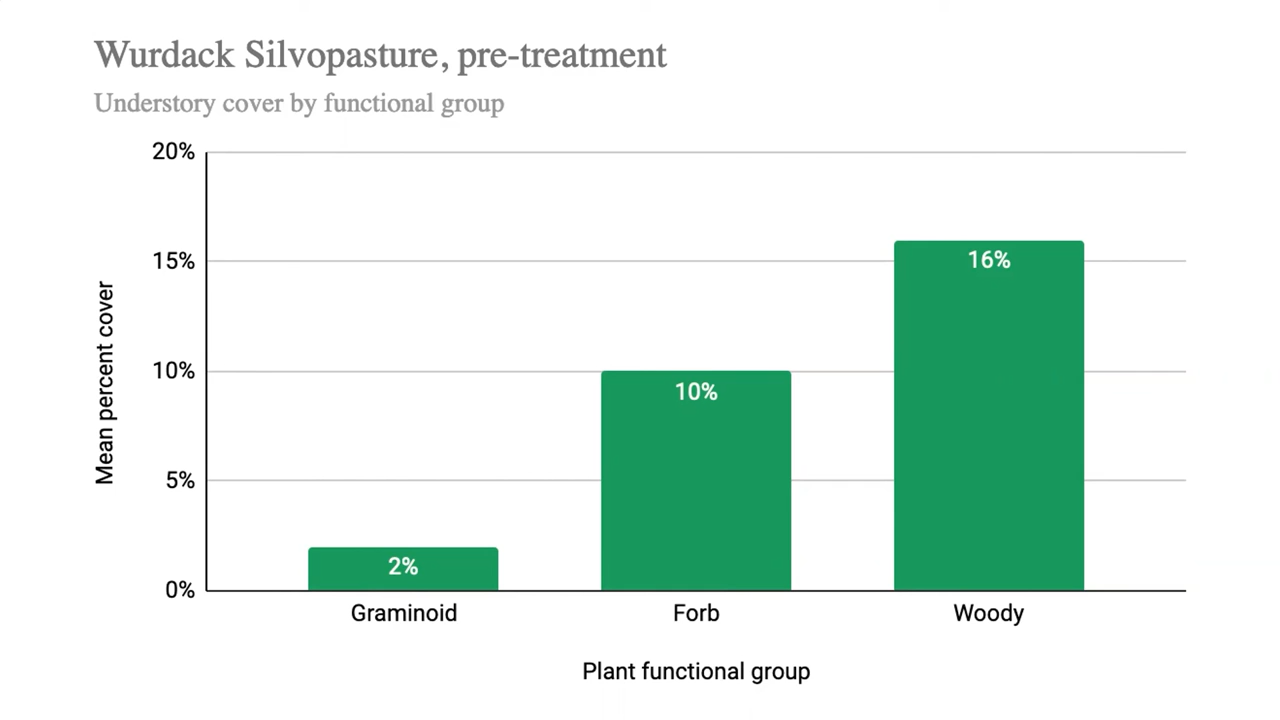 Wurdack Silvopasture, pre-treatment
Understory cover by functional group
20%
15%
10%
5%
0%
Mean percent cover
2%
10%
16%
Graminoid
Forb
Woody
Plant functional group